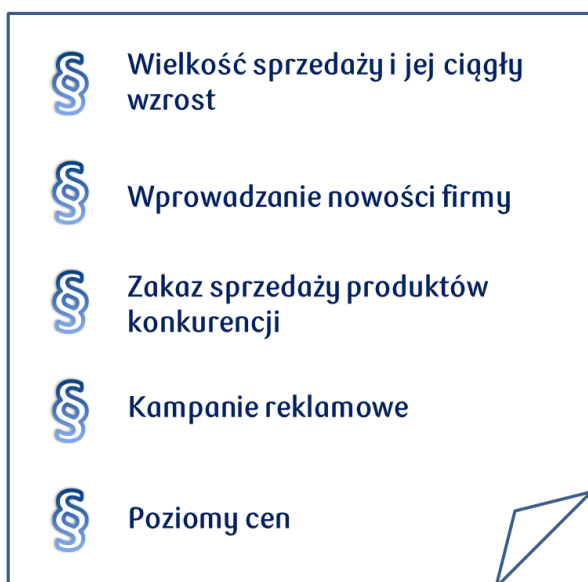 § Wielkość sprzedaży i jej ciągły
wzrost
§ Wprowadzanie nowości firmy
§ Zakaz sprzedaży produktów
konkurencji
§ Kampanie reklamowe
§ Poziomy cen